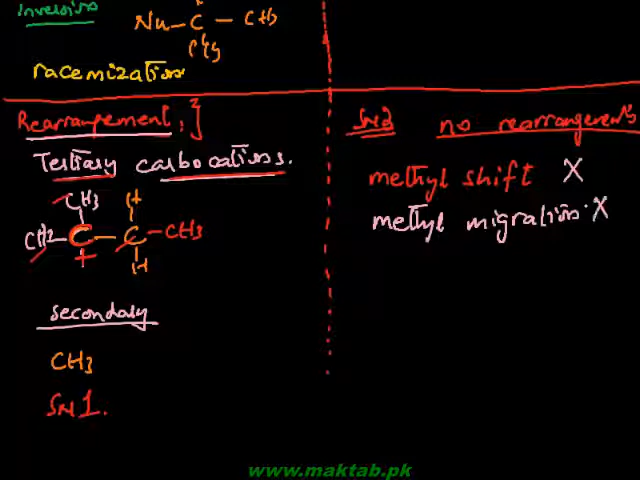 Inversion
Nu—C—CH3
racemization
Rearrangement,
Tertiary carbocations.
CH3 H
CH3—C—C—CH3
+ H
secondary
CH3
SN1.
SN2 no rearrangements
methyl shift X
methyl migration. X
www.maktab.pk